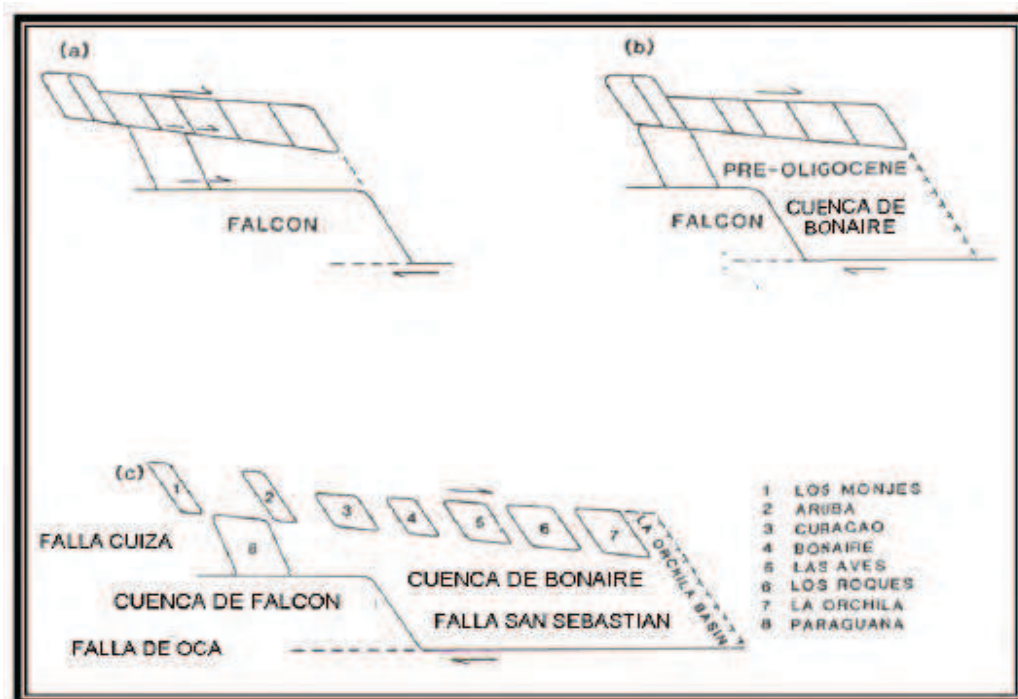 (a)
FALCON
(b)
PRE-OLIGOCENE
FALCON
CUENCA DE
BONAIRE
(c)
1
2
3
4
5
6
7
8
FALLA CUIZA
CUENCA DE FALCON
CUENCA DE BONAIRE
FALLA SAN SEBASTIAN
FALLA DE OCA
LA ORCHILA BASIN
1 LOS MONJES
2 ARUBA
3 CURACAO
4 BONAIRE
5 LAS AVES
6 LOS ROQUES
7 LA ORCHILA
8 PARAGUANA